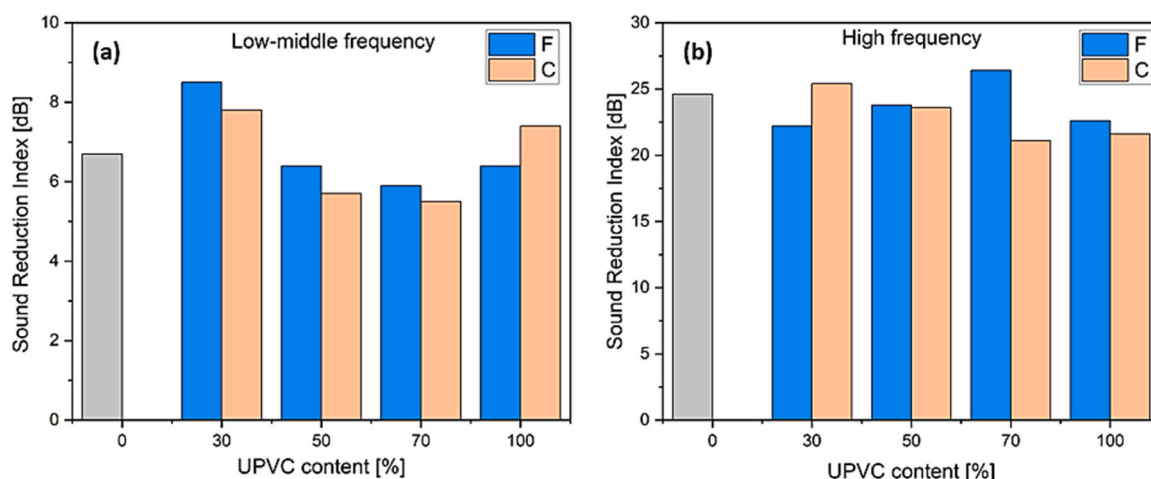 (a)
Low-middle frequency
F
C
Sound Reduction Index [dB]
10
8
6
4
2
0
0 30 50 70 100
UPVC content [%]
(b)
High frequency
F
C
Sound Reduction Index [dB]
30
25
20
15
10
5
0
0 30 50 70 100
UPVC content [%]